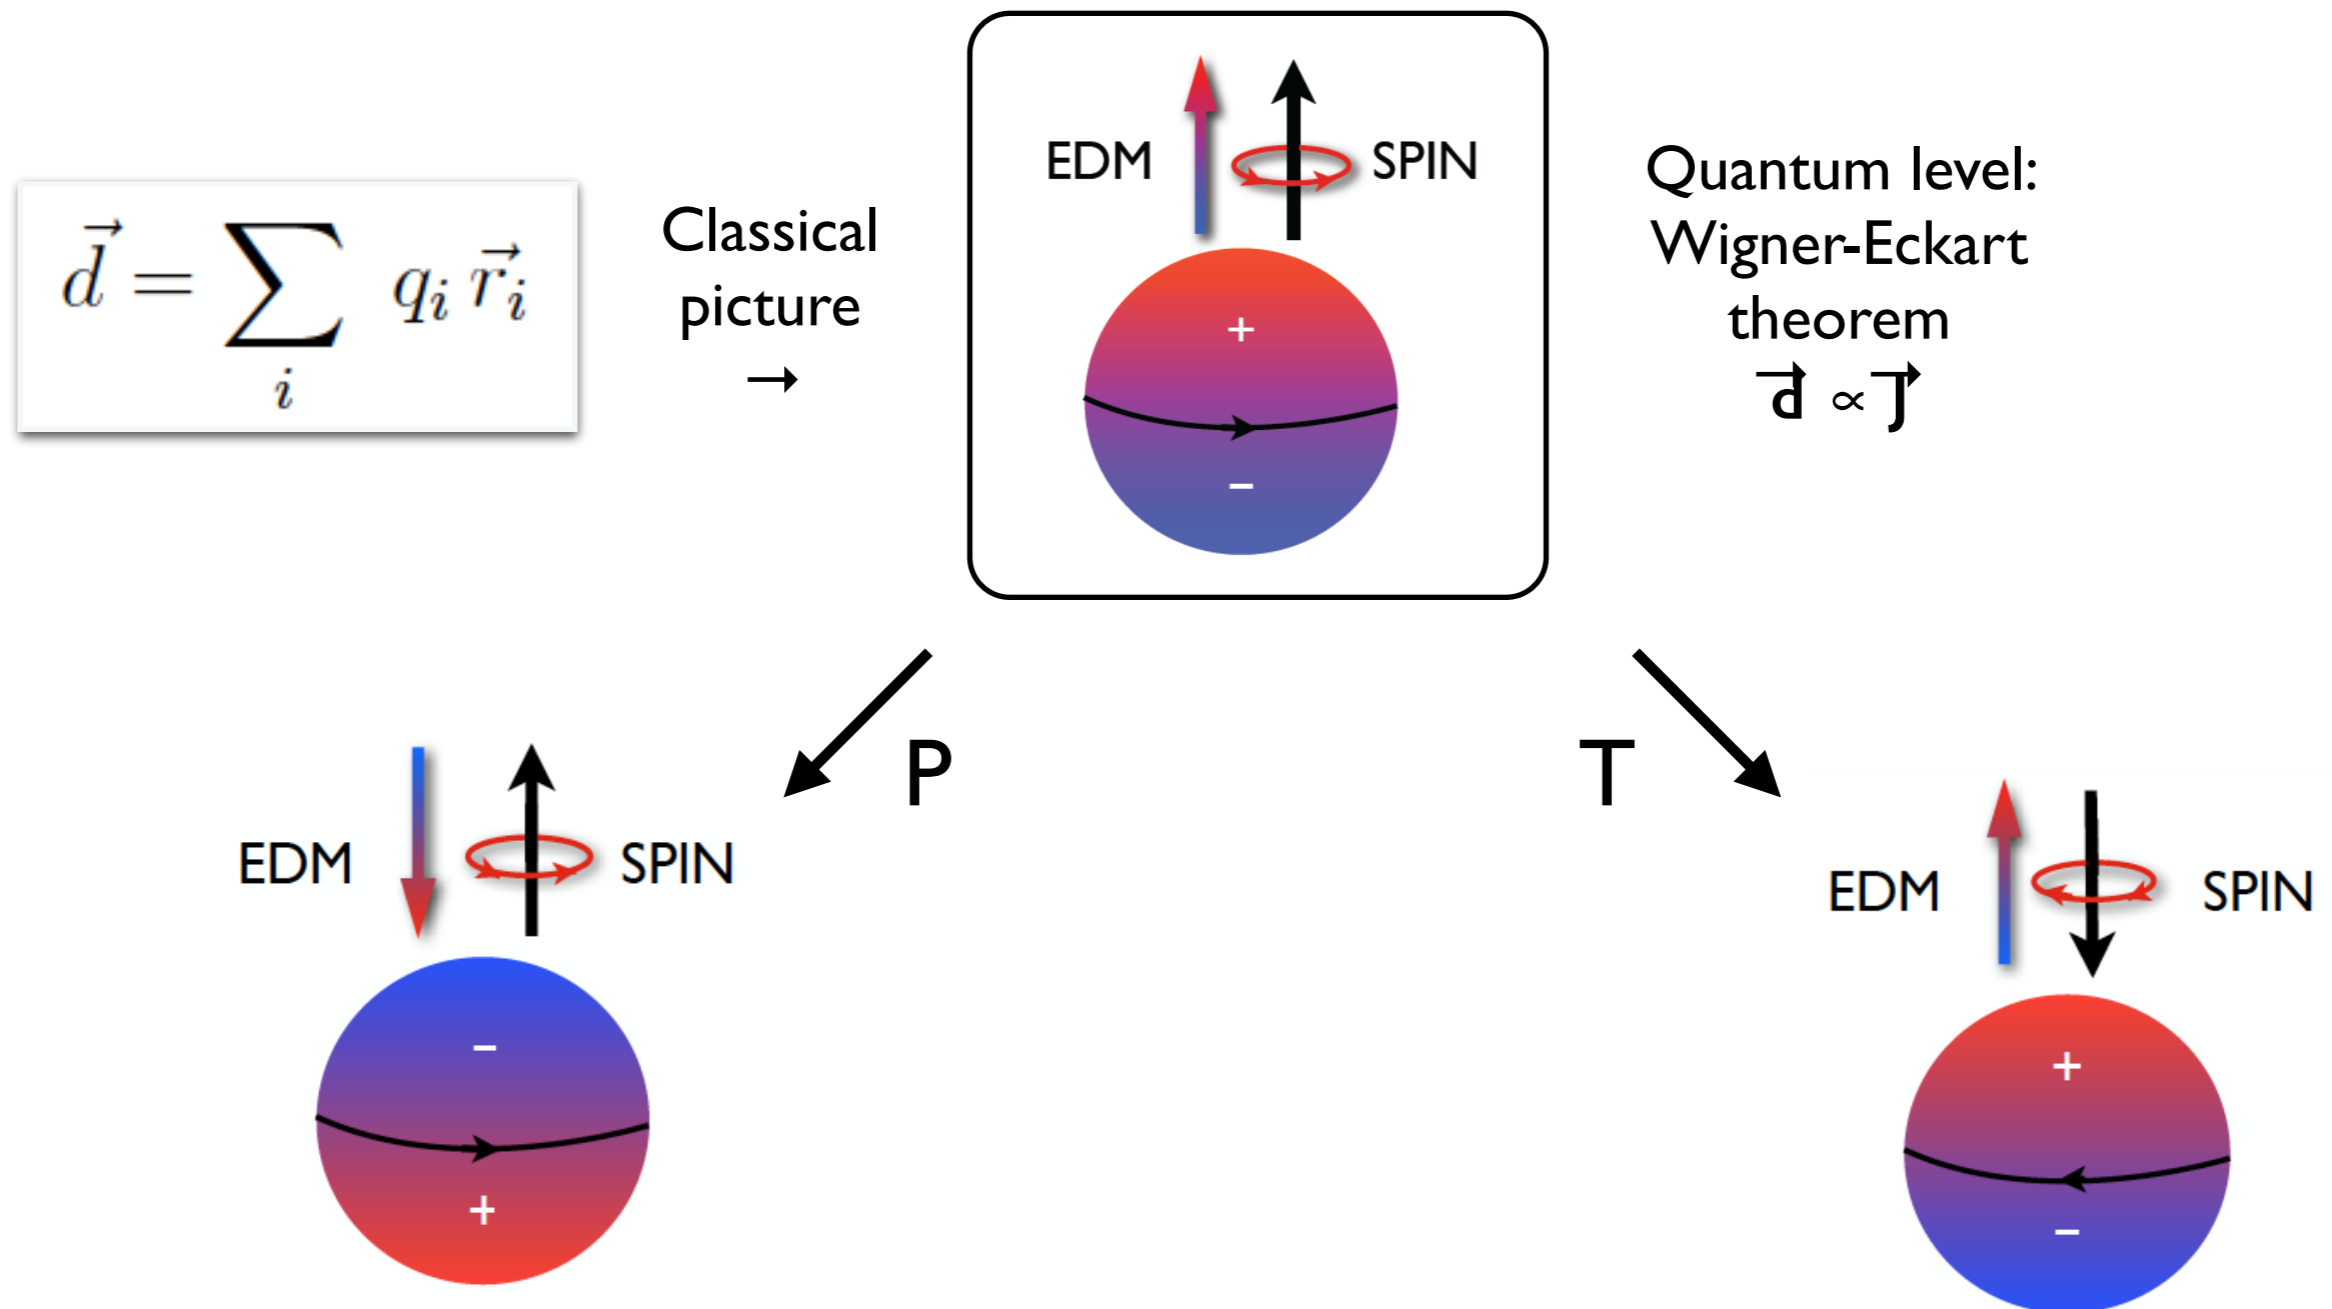 EDM SPIN
+
−
d⃗ = ∑ᵢ qᵢ r⃗ᵢ
Classical
picture
→
Quantum level:
Wigner-Eckart
theorem
d⃗ ∝ J⃗
P
T
EDM SPIN
−
+
EDM SPIN
+
−